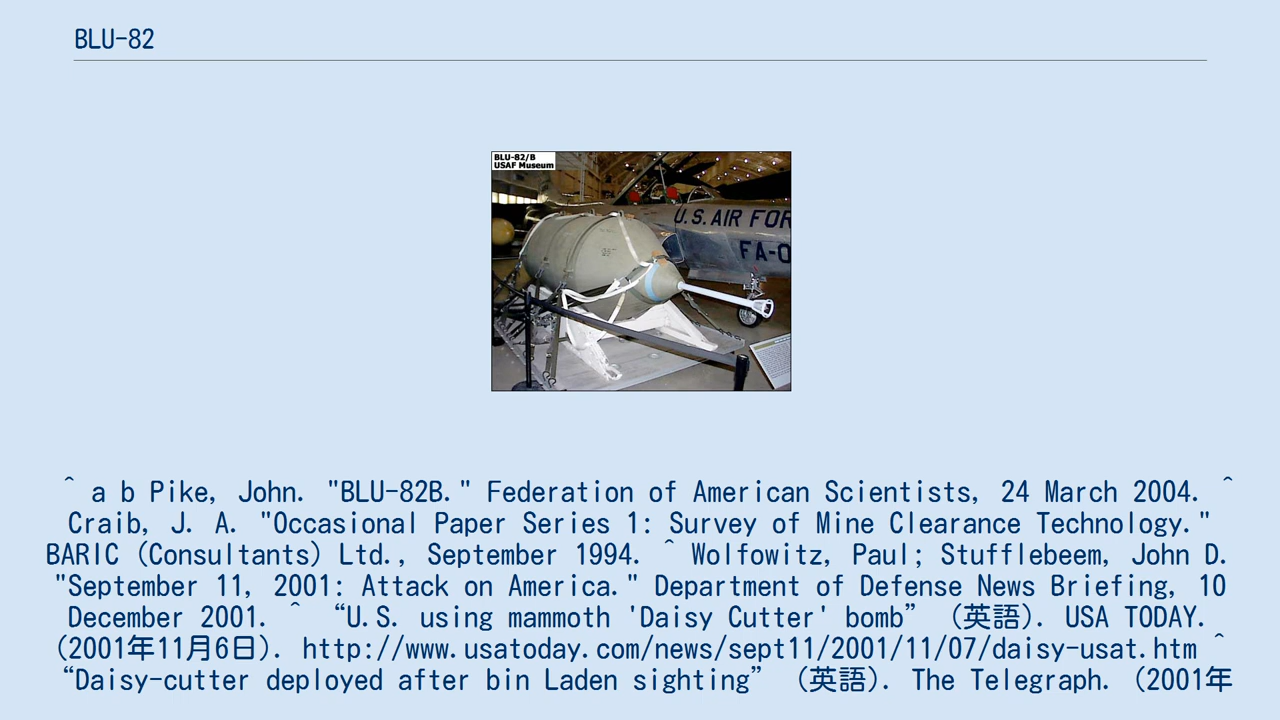 BLU-82
BLU-82/B
USAF Museum
U.S. AIR FOR
FA-0
^ a b Pike, John. "BLU-82B." Federation of American Scientists, 24 March 2004. ^
Craib, J. A. "Occasional Paper Series 1: Survey of Mine Clearance Technology."
BARIC (Consultants) Ltd., September 1994. ^ Wolfowitz, Paul; Stufflebeem, John D.
"September 11, 2001: Attack on America." Department of Defense News Briefing, 10
December 2001. ^ “U.S. using mammoth 'Daisy Cutter' bomb” (英語). USA TODAY.
(2001年11月6日). http://www.usatoday.com/news/sept11/2001/11/07/daisy-usat.htm ^
“Daisy-cutter deployed after bin Laden sighting” (英語). The Telegraph. (2001年